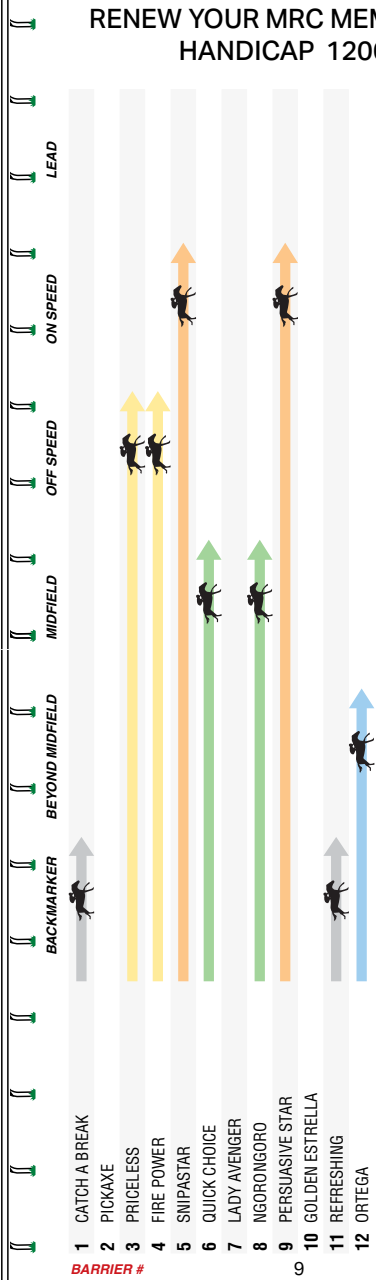 RENEW YOUR MRC MEM
HANDICAP 1200
LEAD
ON SPEED
OFF SPEED
MIDFIELD
BEYOND MIDFIELD
BACKMARKER
1 CATCH A BREAK
2 PICKAXE
3 PRICELESS
4 FIRE POWER
5 SNIPASTAR
6 QUICK CHOICE
7 LADY AVENGER
8 NGORONGORO
9 PERSUASIVE STAR
10 GOLDEN ESTRELLA
11 REFRESHING
12 ORTEGA
BARRIER #
9